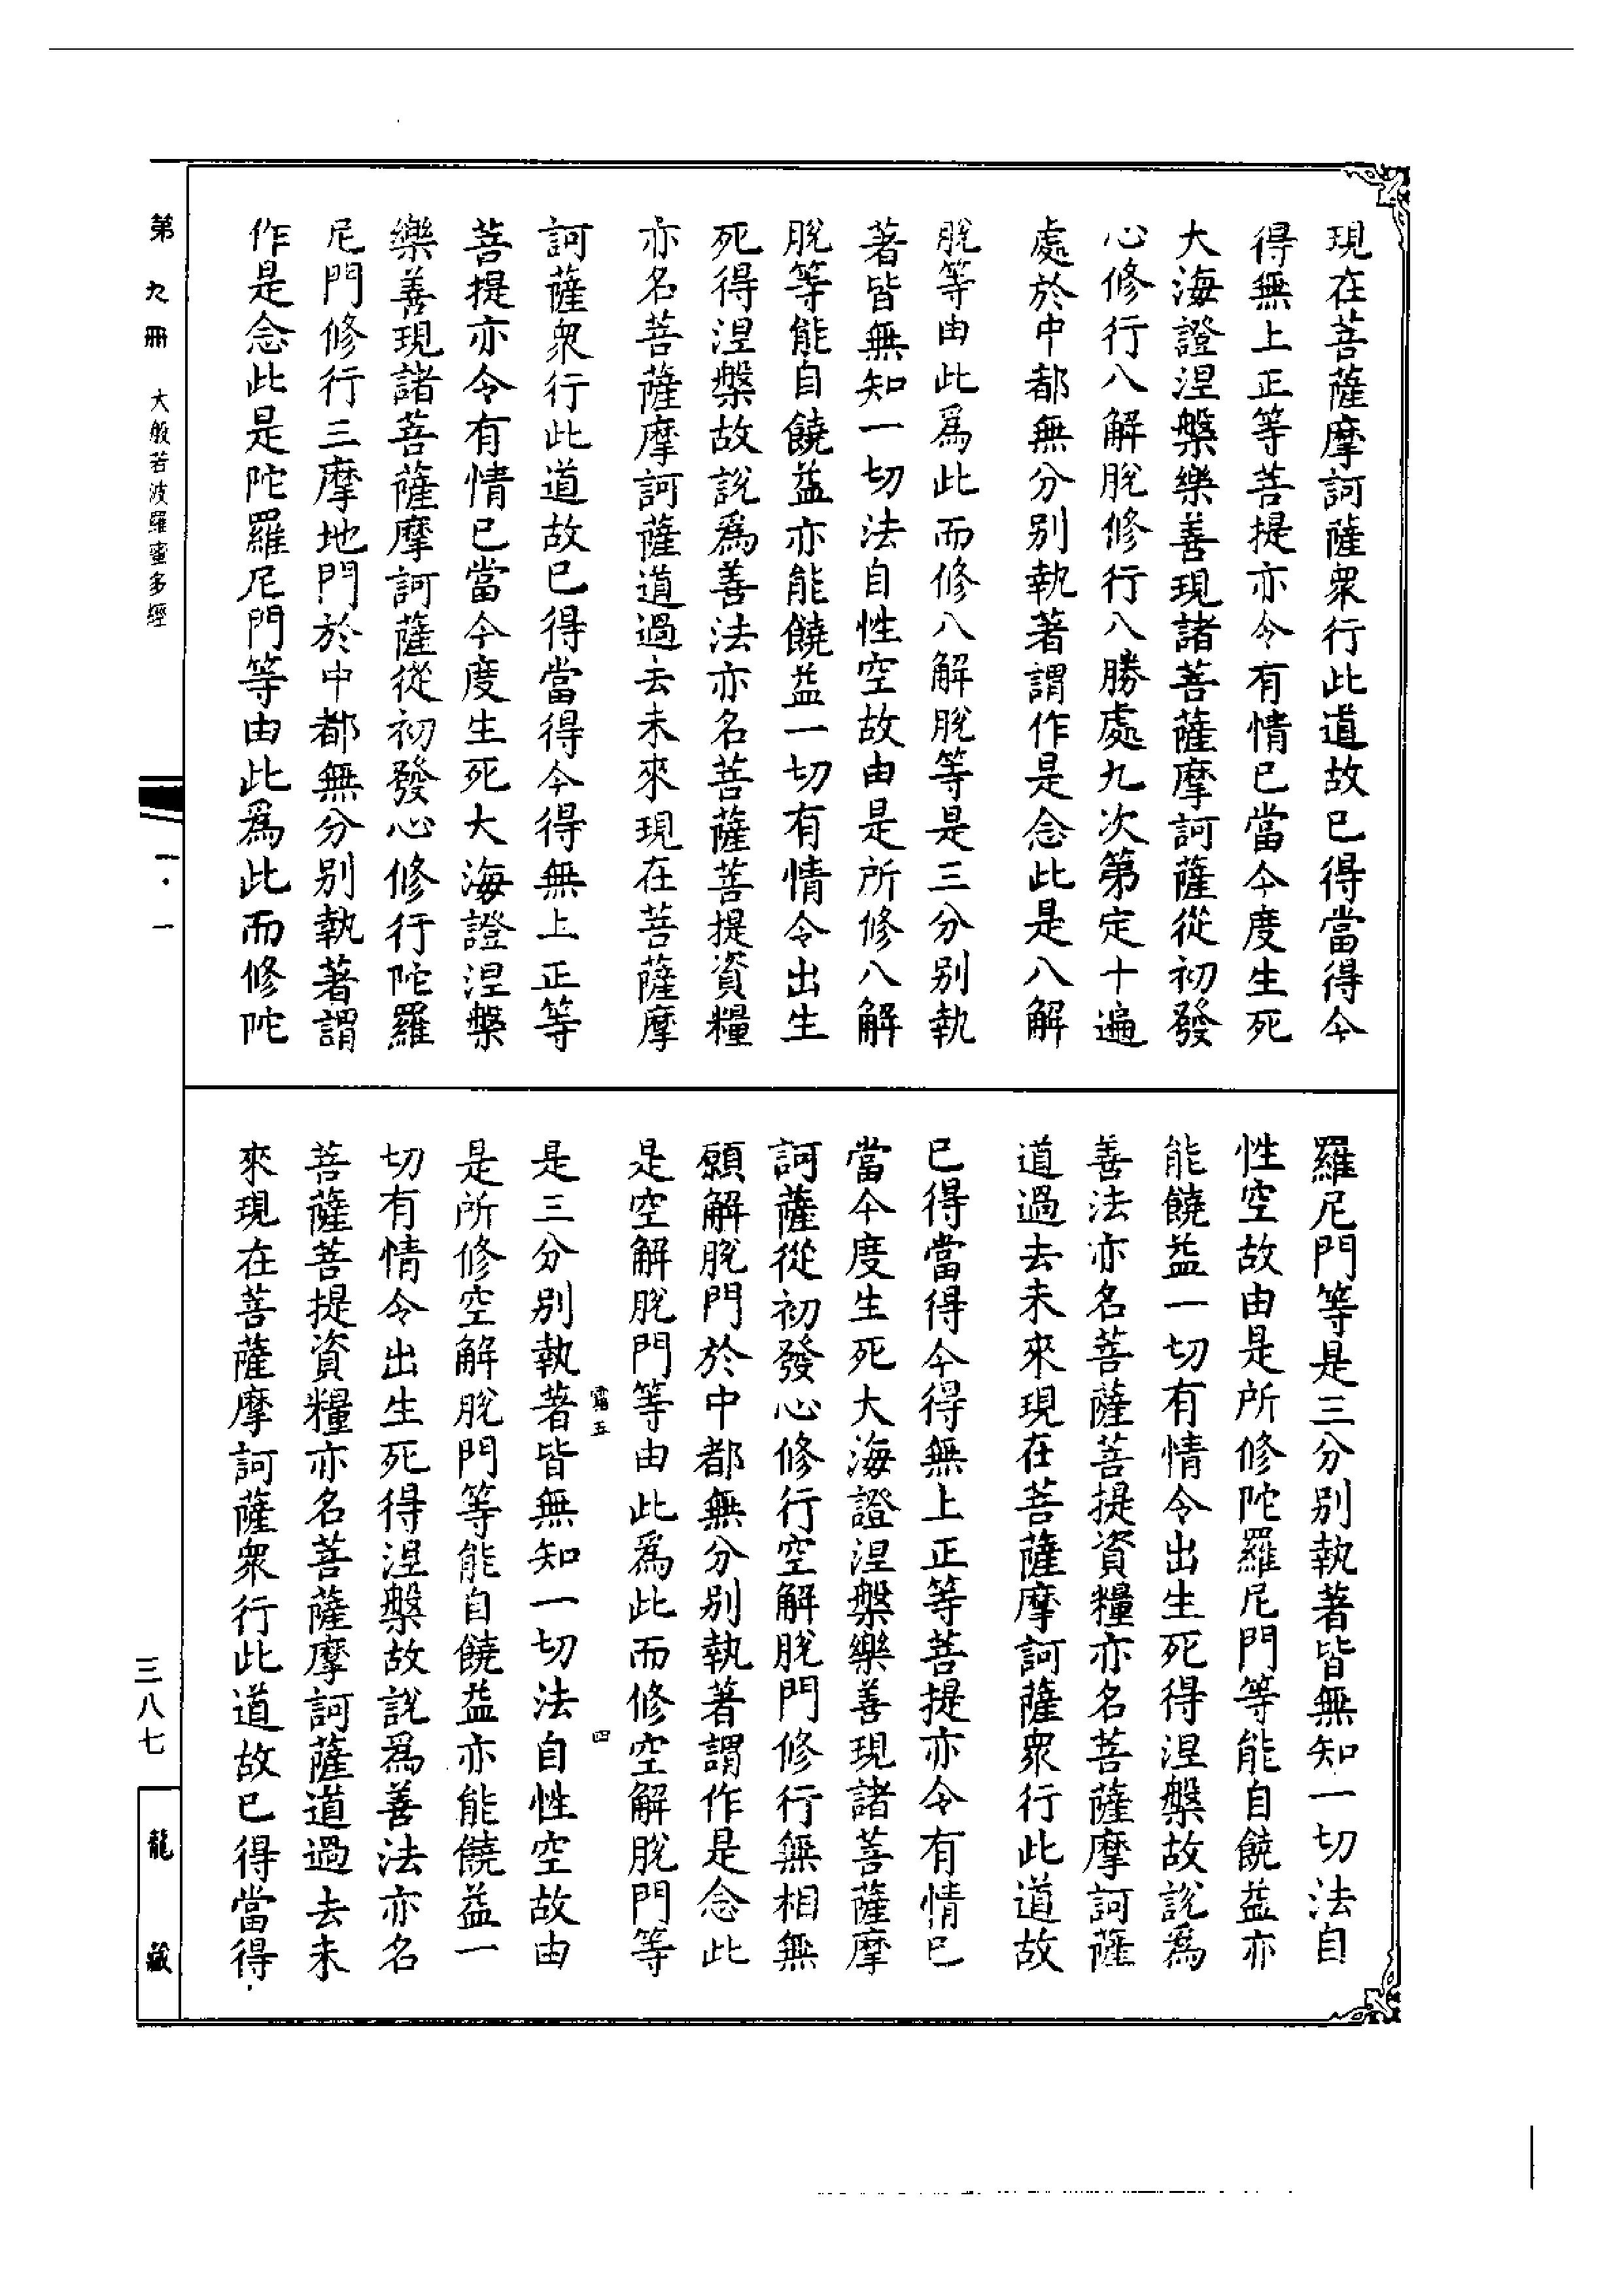 現在菩薩摩訶薩衆行此道故已得當得今
得無上正等菩提亦令有情已當今度生死
大海證涅槃樂善現諸菩薩摩訶薩從初發
心修行八解脫修行八勝處九次第定十遍
處於中都無分別執著謂作是念此是八解
脫等由此爲此而修八解脫等是三分別執
著皆無知一切法自性空故由是所修八解
脫等能自饒益亦能饒益一切有情令出生
死得涅槃故說爲善法亦名菩薩菩提資糧
亦名菩薩摩訶薩道過去未來現在菩薩摩
訶薩衆行此道故已得當得今得無上正等
菩提亦令有情已當今度生死大海證涅槃
樂善現諸菩薩摩訶薩從初發心修行陀羅
尼門修行三摩地門於中都無分別執著謂
作是念此是陀羅尼門等由此爲此而修陀
羅尼門等是三分別執著皆無知一切法自
性空故由是所修陀羅尼門等能自饒益亦
能饒益一切有情令出生死得涅槃故說爲
善法亦名菩薩菩提資糧亦名菩薩摩訶薩
道過去未來現在菩薩摩訶薩衆行此道故
已得當得今得無上正等菩提亦令有情已
當今度生死大海證涅槃樂善現諸菩薩摩
訶薩從初發心修行空解脫門修行無相無
願解脫門於中都無分別執著謂作是念此
是空解脫門等由此爲此而修空解脫門等
五 四
是三分別執著皆無知一切法自性空故由
是所修空解脫門等能自饒益亦能饒益一
切有情令出生死得涅槃故說爲善法亦名
菩薩菩提資糧亦名菩薩摩訶薩道過去未
來現在菩薩摩訶薩衆行此道故已得當得
第九冊 大般若波羅蜜多經 一·一
三八七
龍藏